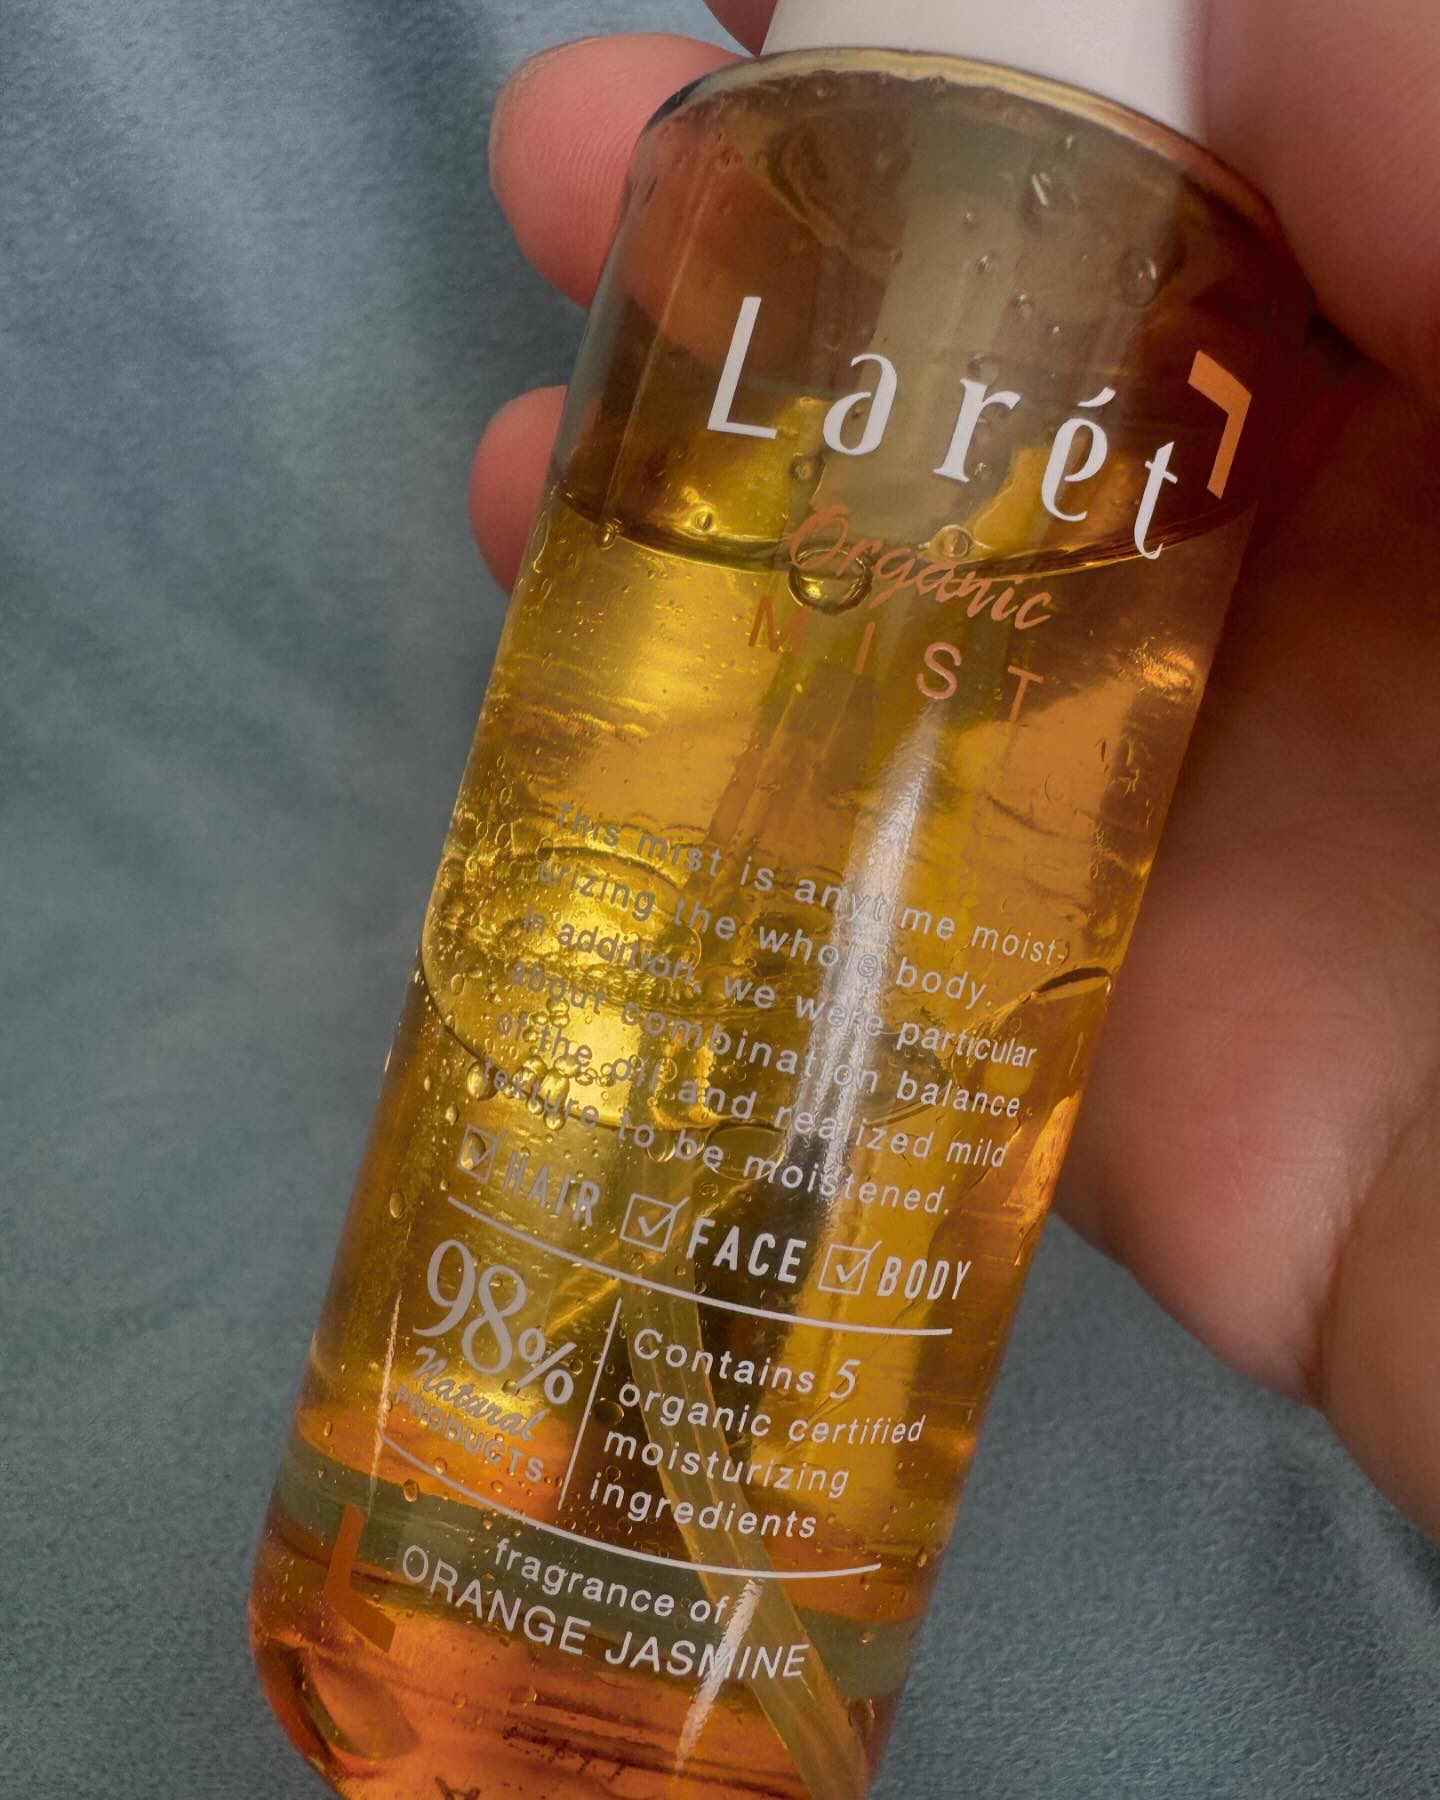 Larét
Organic
MIST
This mist is anytime moist-
urizing the whole body.
In addition, we were particular
about combination balance
of the oil and realized mild
texture to be moistened.
HAIR FACE BODY
98%
Natural
PRODUCTS
Contains 5
organic certified
moisturizing
ingredients
fragrance of
ORANGE JASMINE